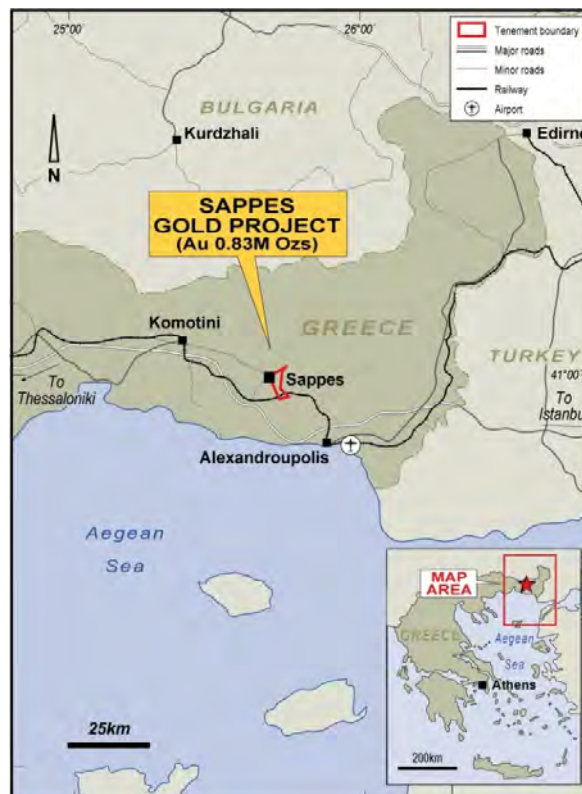 25°00'
26°00'
Tenement boundary
Major roads
Minor roads
Railway
Airport
BULGARIA
Kurdzhali
Edirne
N
SAPPES
GOLD PROJECT
(Au 0.83M Ozs)
Komotini
GREECE
TURKEY
41°00'
To
Thessaloniki
Sappes
To
Istanbu
Alexandroupolis
Aegean
Sea
MAP
AREA
GREECE
Aegean
Sea
Athens
25km
200km